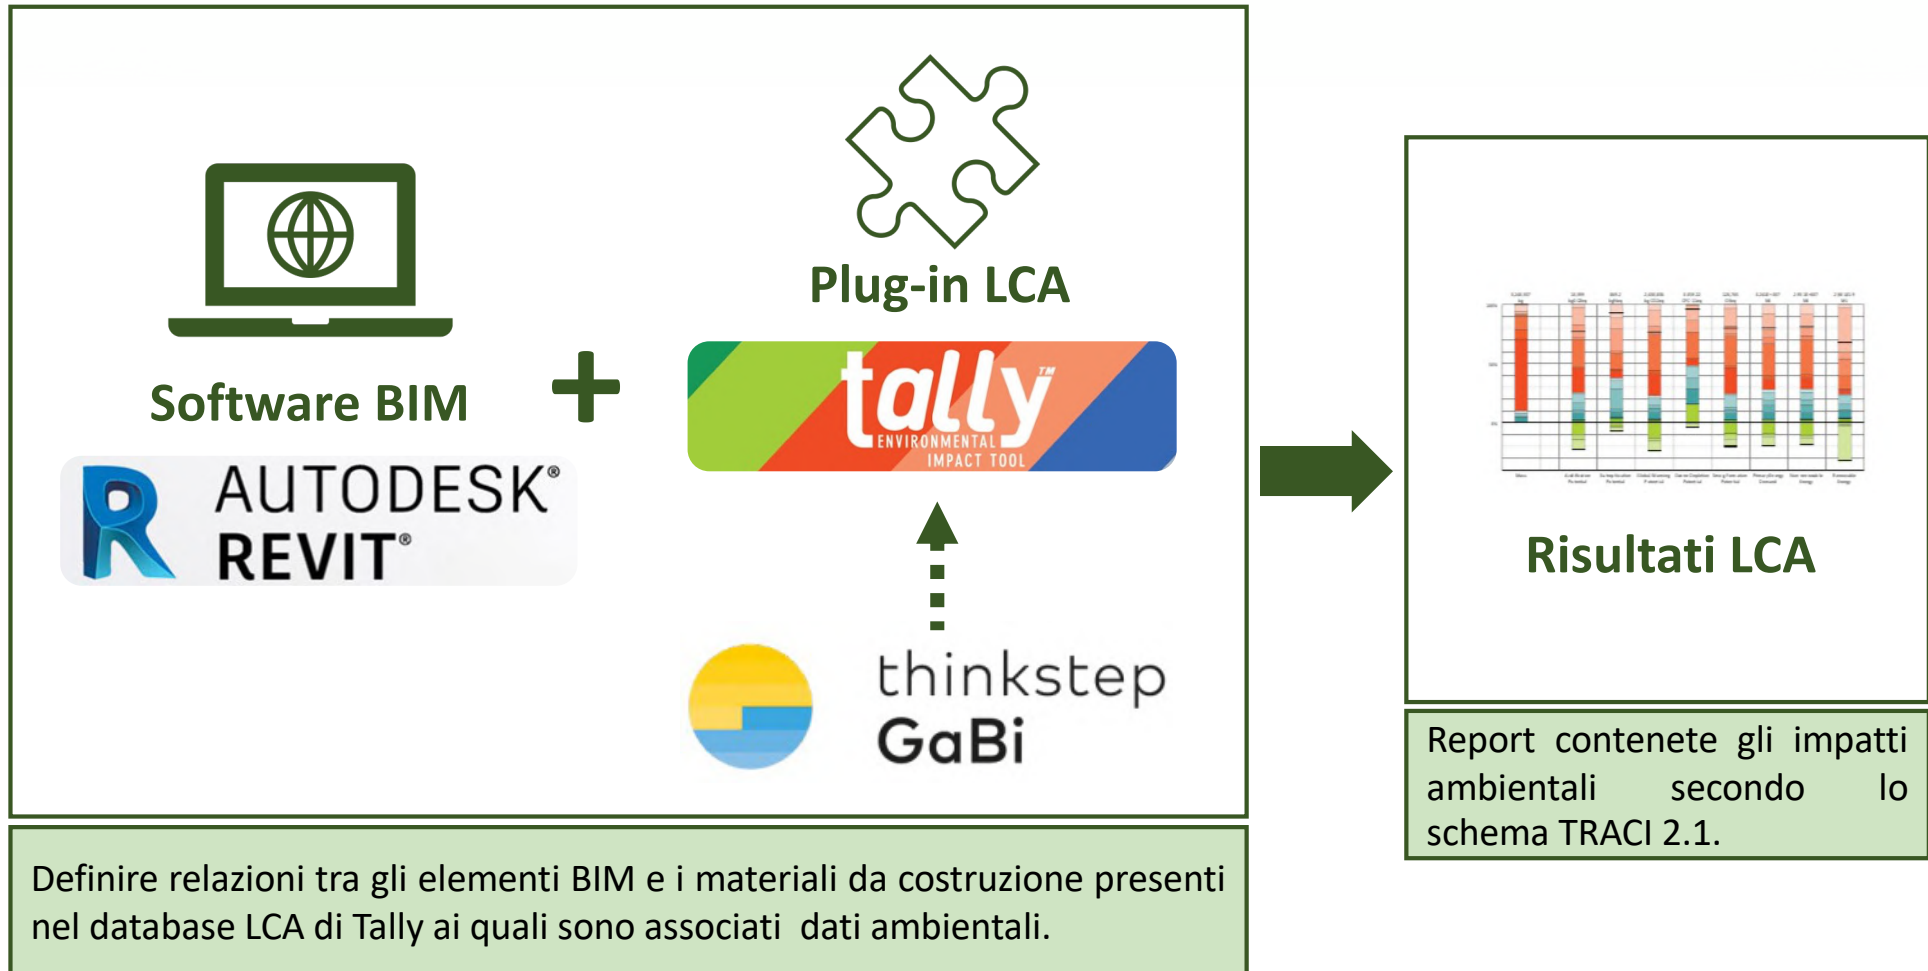 Plug-in LCA
Software BIM
+
AUTODESK®
REVIT®
tally™
ENVIRONMENTAL
IMPACT TOOL
thinkstep
GaBi
Definire relazioni tra gli elementi BIM e i materiali da costruzione presenti
nel database LCA di Tally ai quali sono associati dati ambientali.
Risultati LCA
Report contenete gli impatti
ambientali secondo lo
schema TRACI 2.1.